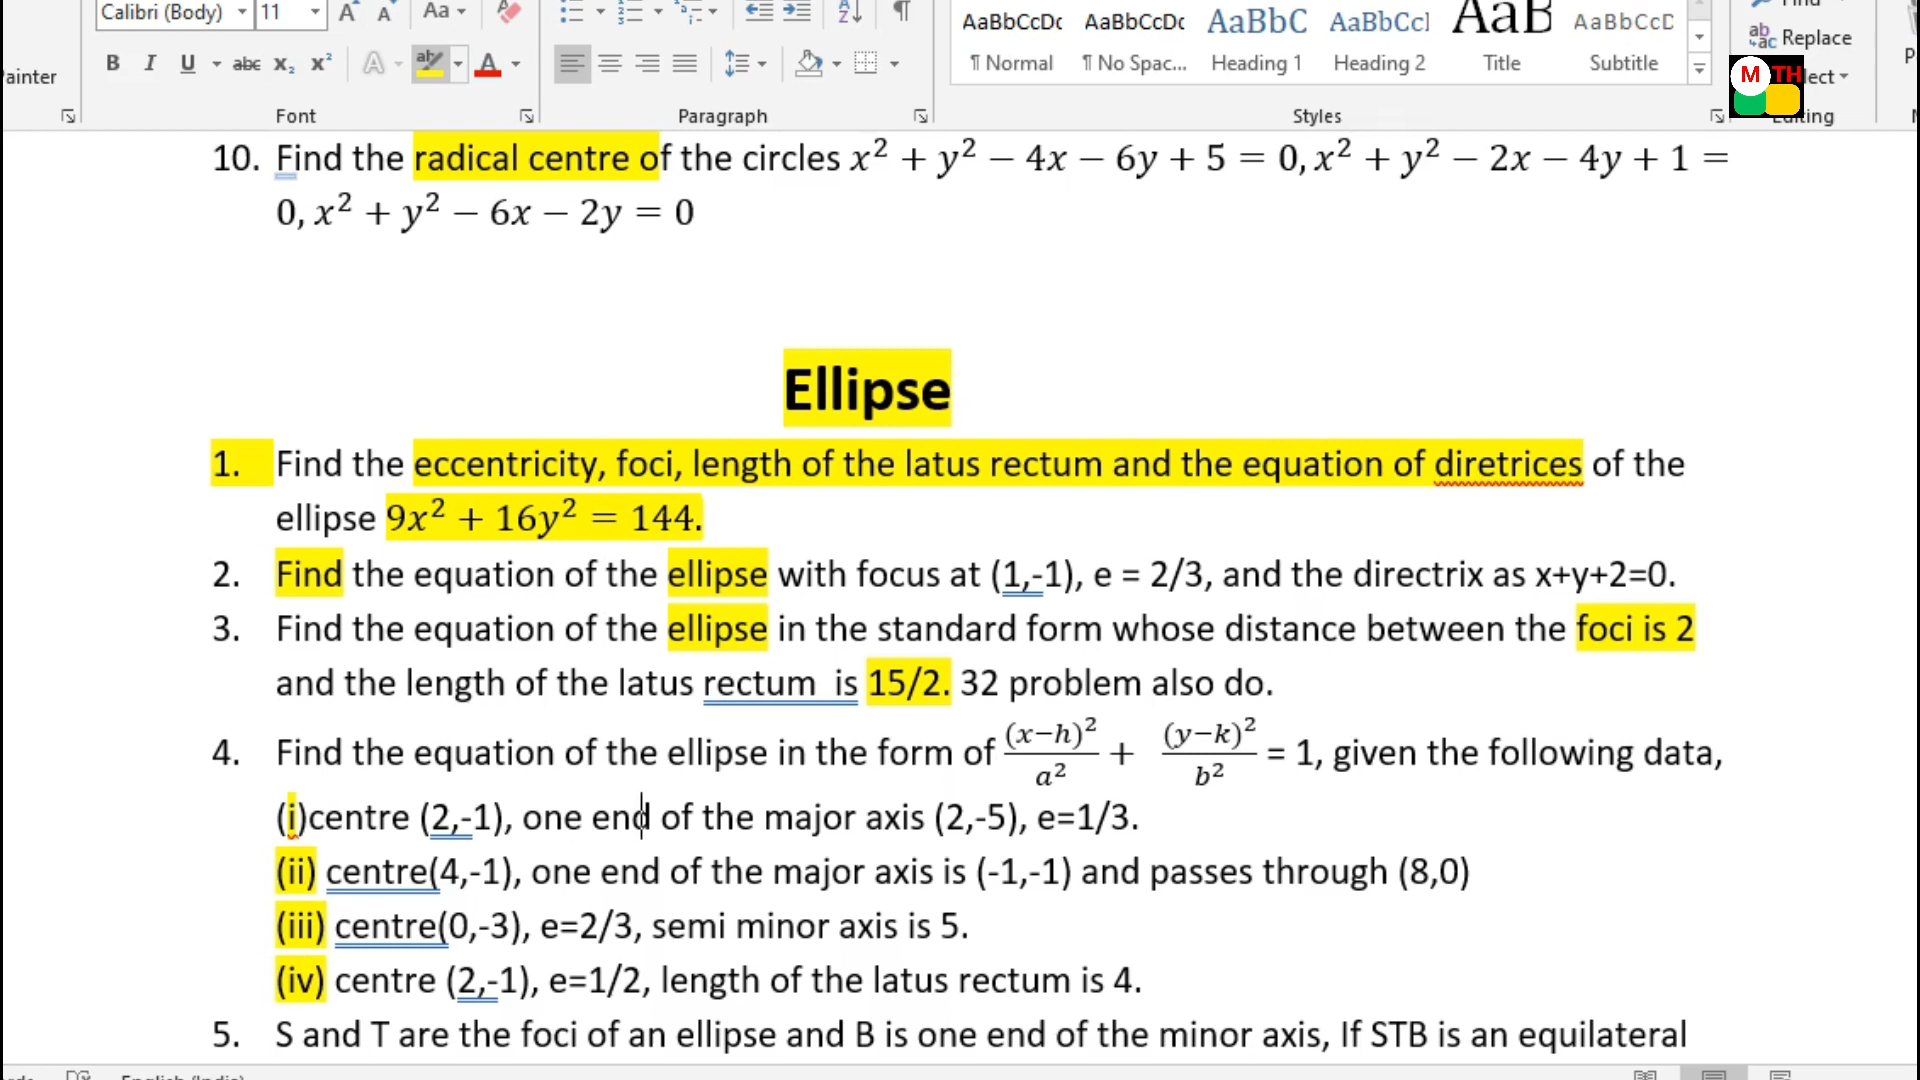 Calibri (Body) 11 A A Aa
AaBbCcDc AaBbCcDc AaBbC AaBbCcl AaB AaBbCcD
B I U abc x₂ x² A ab A
¶ Normal ¶ No Spac... Heading 1 Heading 2 Title Subtitle
Replace
ainter
M TH
lect
Font Paragraph Styles Editing
10. Find the radical centre of the circles x² + y² − 4x − 6y + 5 = 0, x² + y² − 2x − 4y + 1 =
0, x² + y² − 6x − 2y = 0
Ellipse
1. Find the eccentricity, foci, length of the latus rectum and the equation of diretrices of the
ellipse 9x² + 16y² = 144.
2. Find the equation of the ellipse with focus at (1,-1), e = 2/3, and the directrix as x+y+2=0.
3. Find the equation of the ellipse in the standard form whose distance between the foci is 2
and the length of the latus rectum is 15/2. 32 problem also do.
4. Find the equation of the ellipse in the form of (x−h)²/a² + (y−k)²/b² = 1, given the following data,
(i)centre (2,-1), one end of the major axis (2,-5), e=1/3.
(ii) centre(4,-1), one end of the major axis is (-1,-1) and passes through (8,0)
(iii) centre(0,-3), e=2/3, semi minor axis is 5.
(iv) centre (2,-1), e=1/2, length of the latus rectum is 4.
5. S and T are the foci of an ellipse and B is one end of the minor axis, If STB is an equilateral